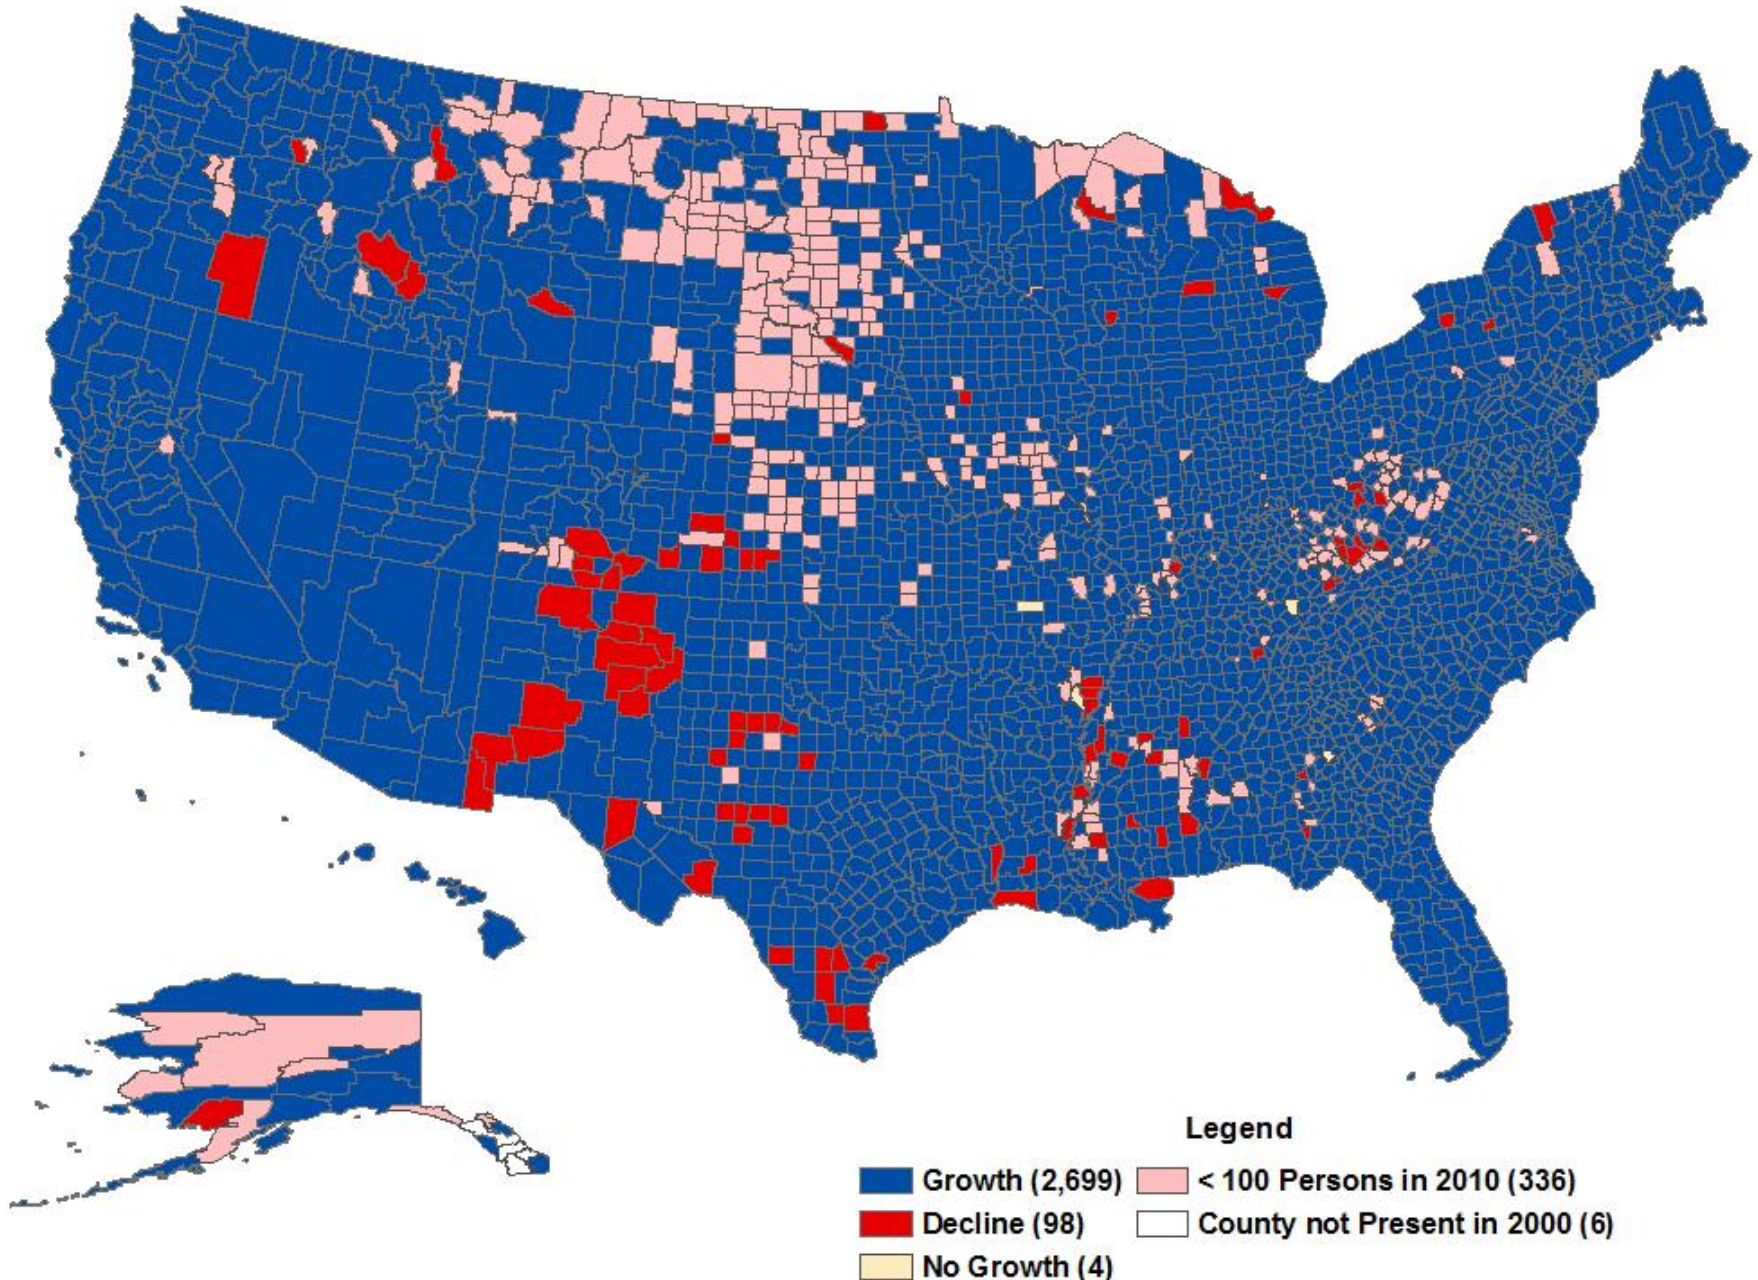 Legend
Growth (2,699)
< 100 Persons in 2010 (336)
Decline (98)
County not Present in 2000 (6)
No Growth (4)